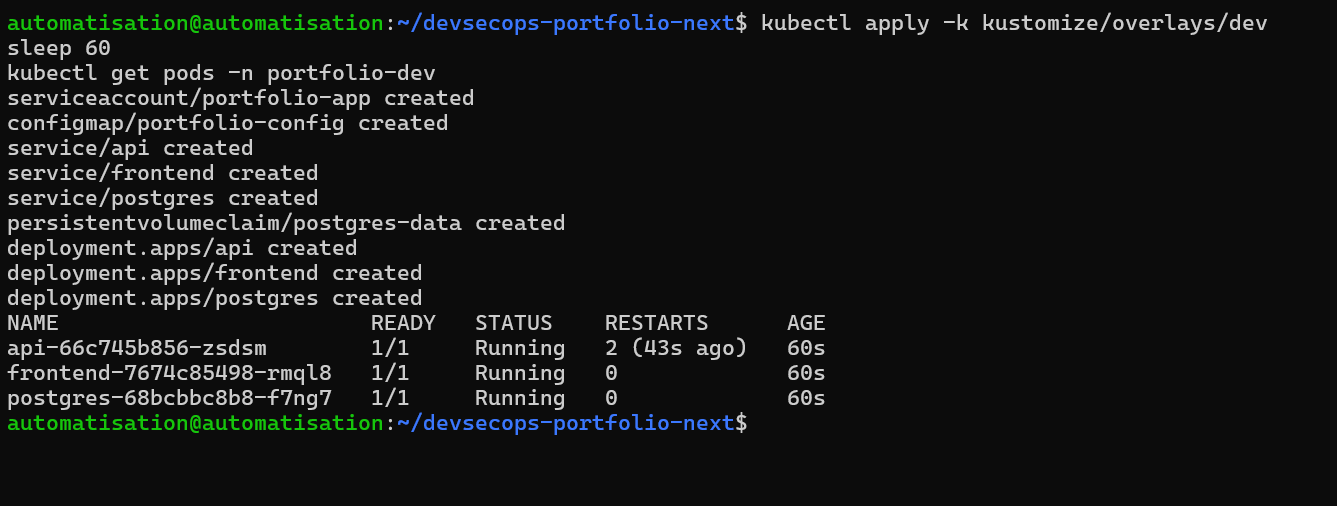 automatisation@automatisation:~/devsecops-portfolio-next$ kubectl apply -k kustomize/overlays/dev
sleep 60
kubectl get pods -n portfolio-dev
serviceaccount/portfolio-app created
configmap/portfolio-config created
service/api created
service/frontend created
service/postgres created
persistentvolumeclaim/postgres-data created
deployment.apps/api created
deployment.apps/frontend created
deployment.apps/postgres created
NAME                        READY   STATUS    RESTARTS      AGE
api-66c745b856-zsdsm        1/1     Running   2 (43s ago)   60s
frontend-7674c85498-rmql8   1/1     Running   0             60s
postgres-68bcbbc8b8-f7ng7   1/1     Running   0             60s
automatisation@automatisation:~/devsecops-portfolio-next$